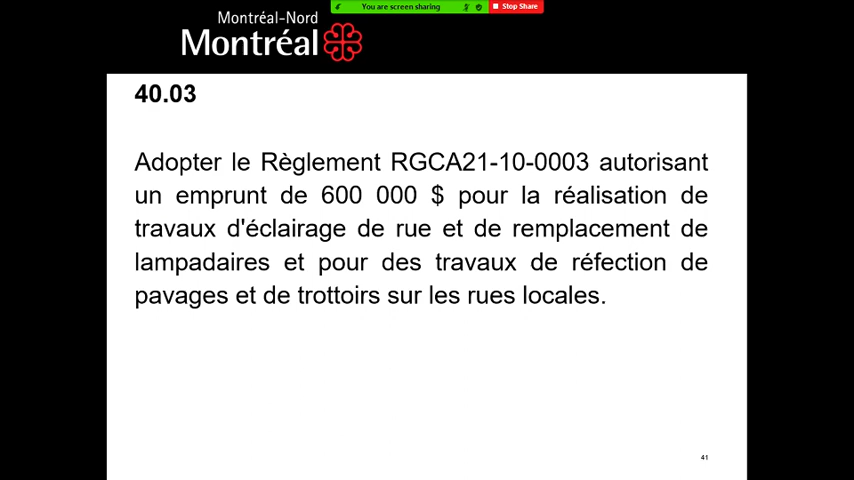 Montréal-Nord
Montréal
You are screen sharing
Stop Share
40.03
Adopter le Règlement RGCA21-10-0003 autorisant
un emprunt de 600 000 $ pour la réalisation de
travaux d'éclairage de rue et de remplacement de
lampadaires et pour des travaux de réfection de
pavages et de trottoirs sur les rues locales.
41